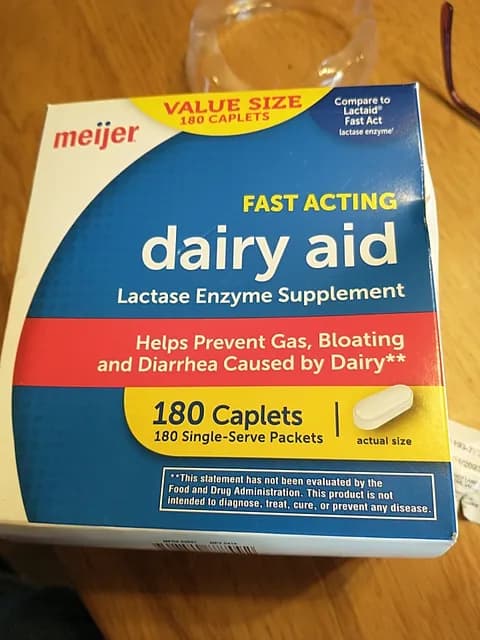 VALUE SIZE
180 CAPLETS
meijer
Compare to
Lactaid®
Fast Act
lactase enzyme†
FAST ACTING
dairy aid
Lactase Enzyme Supplement
Helps Prevent Gas, Bloating
and Diarrhea Caused by Dairy**
180 Caplets
180 Single-Serve Packets
actual size
**This statement has not been evaluated by the
Food and Drug Administration. This product is not
intended to diagnose, treat, cure, or prevent any disease.